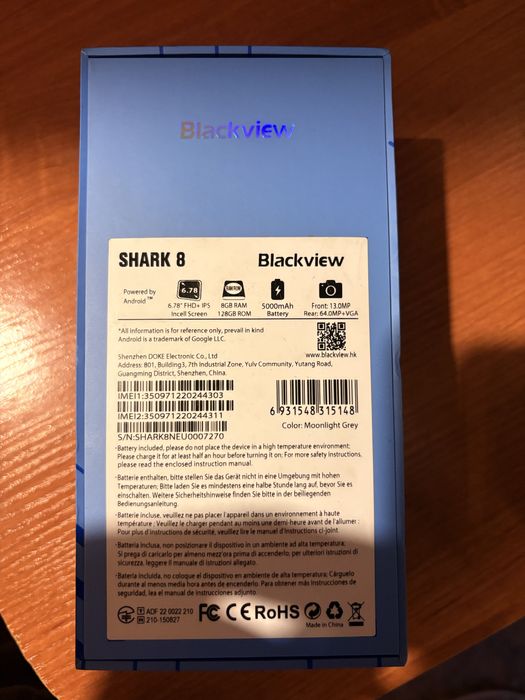 Blackview
SHARK 8
Blackview
Powered by
Android™
6.78
6.78" FHD+ IPS
Incell Screen
8GB RAM
128GB ROM
5000mAh
Battery
Front: 13.0MP
Rear: 64.0MP+VGA
*All information is for reference only, prevail in kind
Android is a trademark of Google LLC.
www.blackview.hk
Shenzhen DOKE Electronic Co., Ltd
Address: 801, Building3, 7th Industrial Zone, Yulv Community, Yutang Road,
Guangming District, Shenzhen, China.
IMEI1:350971220244303
IMEI2:350971220244311
S/N:SHARK8NEU0007270
6 931548 315148
Color: Moonlight Grey
•Battery included, please do not place the device in a high temperature environment;
Please charge it for at least half an hour before turning it on; For more safety instructions,
please read the enclosed instruction manual.
•Batterie enthalten, bitte stellen Sie das Gerät nicht in eine Umgebung mit hohen
Temperaturen; Bitte laden Sie es mindestens eine halbe Stunde lang auf, bevor Sie es
einschalten. Weitere Sicherheitshinweise finden Sie in der beiliegenden
Bedienungsanleitung.
•Batterie incluse, veuillez ne pas placer l'appareil dans un environnement à haute
température ; Veuillez le charger pendant au moins une demi-heure avant de l'allumer ;
Pour plus d'instructions de sécurité, veuillez lire le manuel d'instructions ci-joint.
•Batteria inclusa, non posizionare il dispositivo in un ambiente ad alta temperatura;
Si prega di caricarlo per almeno mezz'ora prima di accenderlo, per ulteriori istruzioni di
sicurezza, leggere il manuale di istruzioni allegato.
•Batería incluida, no coloque el dispositivo en ambiente de alta temperatura; Cárguelo
durante al menos media hora antes de encenderlo. Para obtener más instrucciones de
seguridad, lea el manual de instrucciones adjunto.
ADF 22 0022 210
210-150827
FC CE RoHS
Made in China